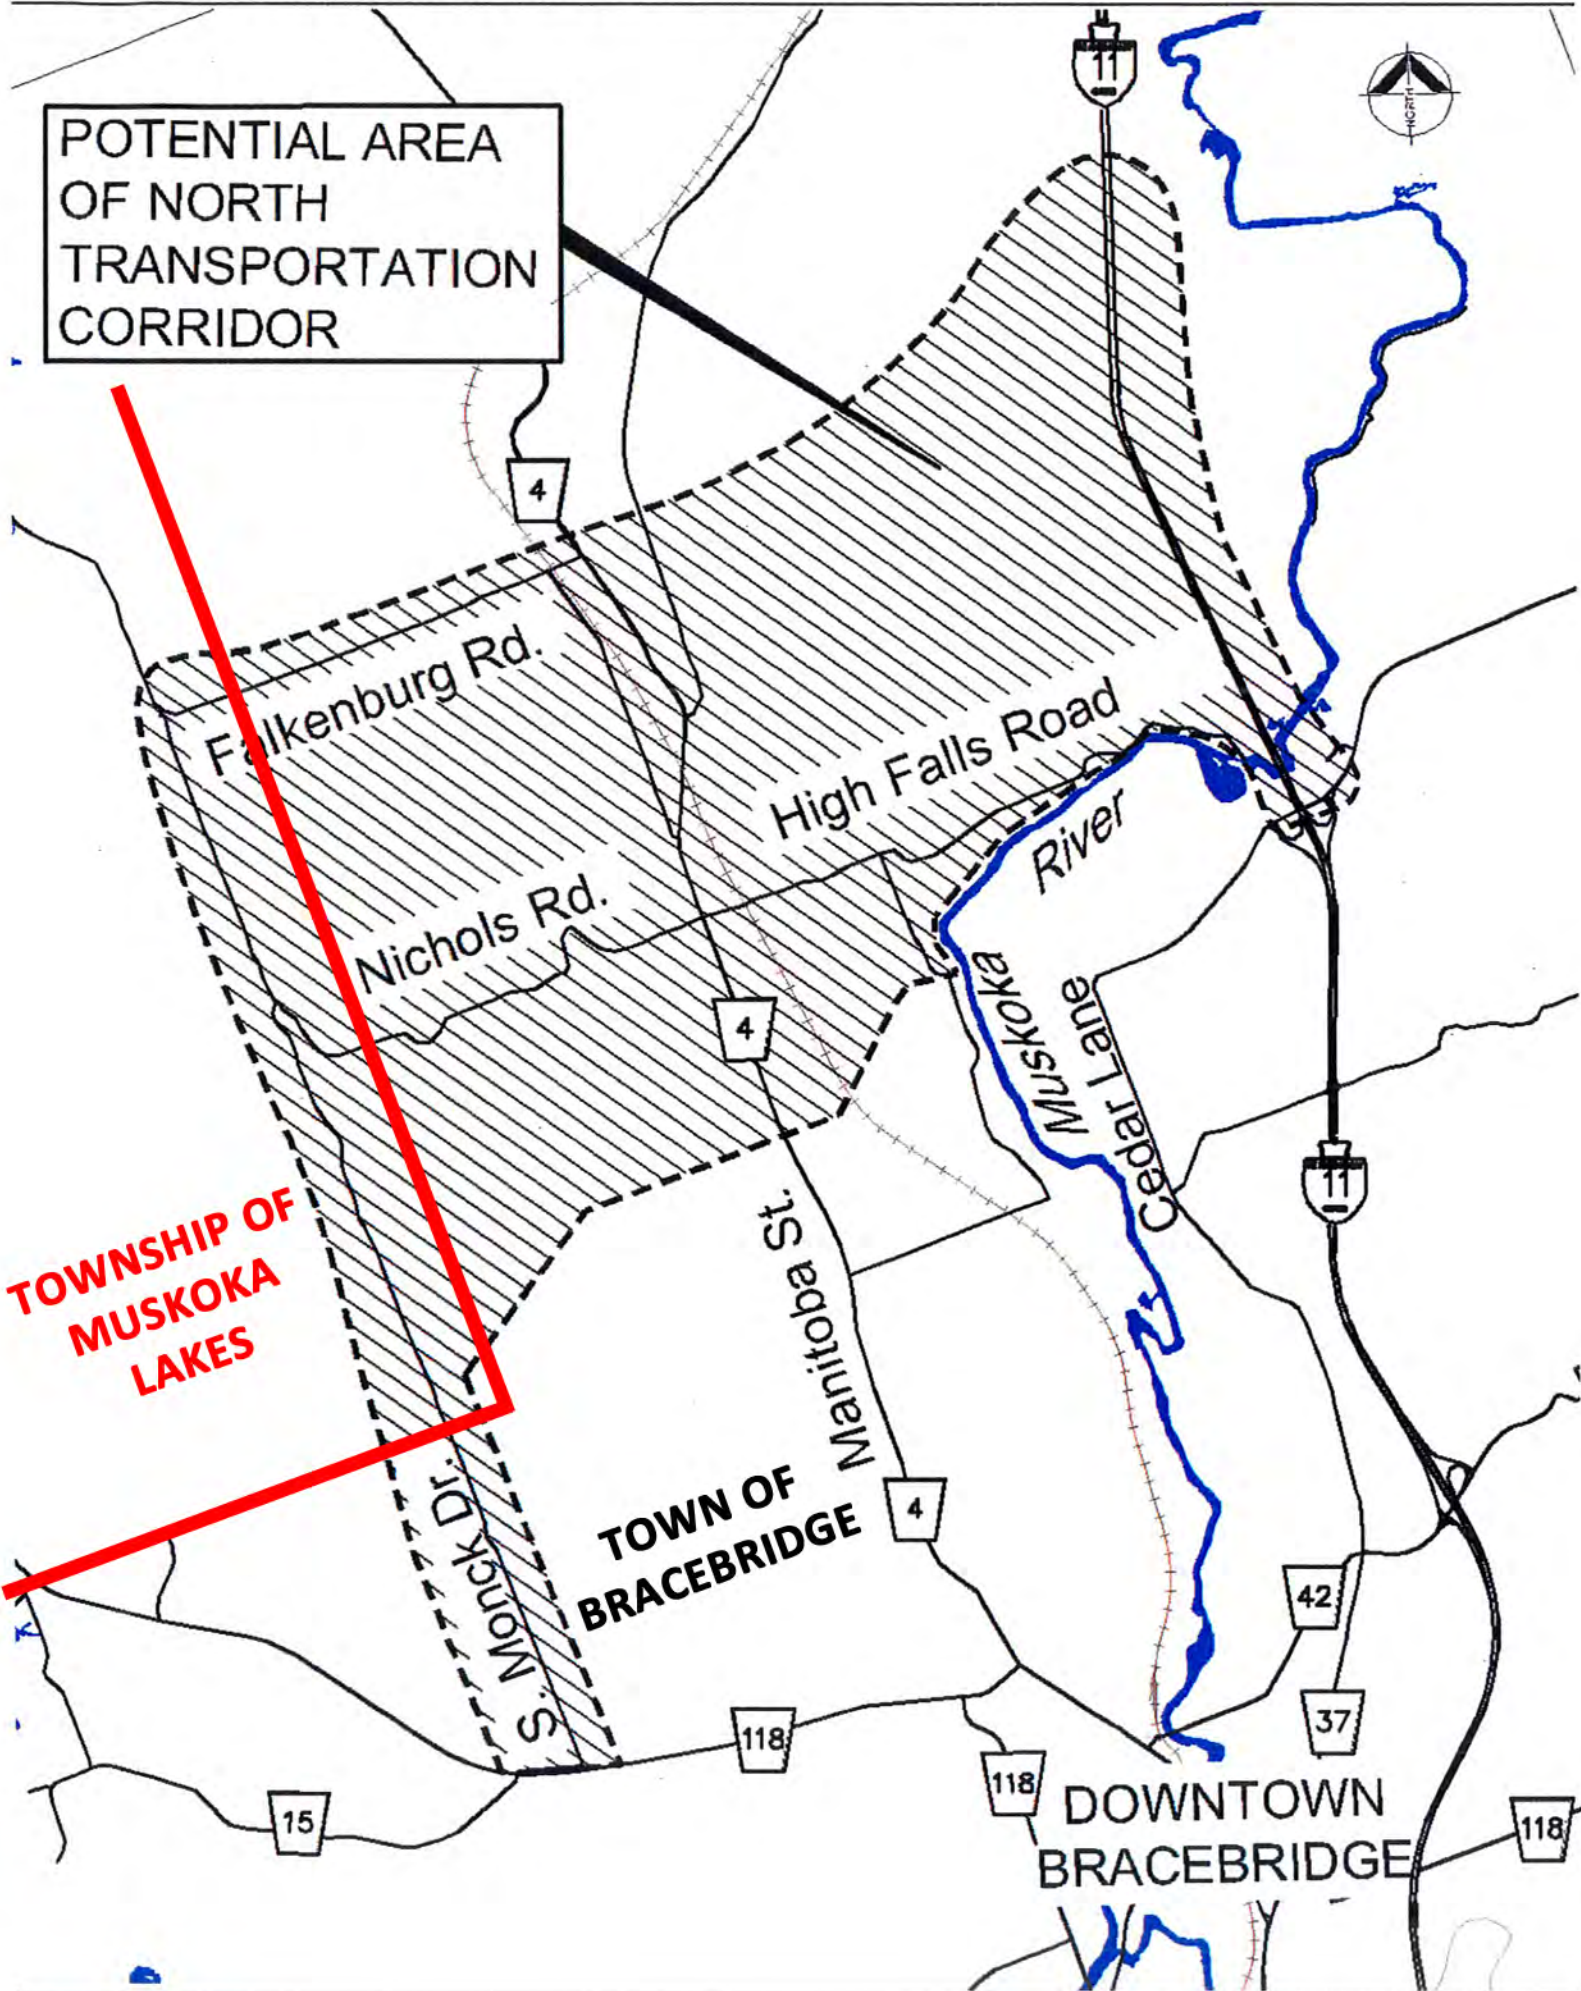 11
NORTH
POTENTIAL AREA
OF NORTH
TRANSPORTATION
CORRIDOR
4
Falkenburg Rd.
High Falls Road
River
Nichols Rd.
Muskoka
4
Cedar Lane
11
TOWNSHIP OF
MUSKOKA
LAKES
Manitoba St.
S. Monck Dr.
TOWN OF
BRACEBRIDGE
4
42
37
118
118
15
DOWNTOWN
BRACEBRIDGE
118